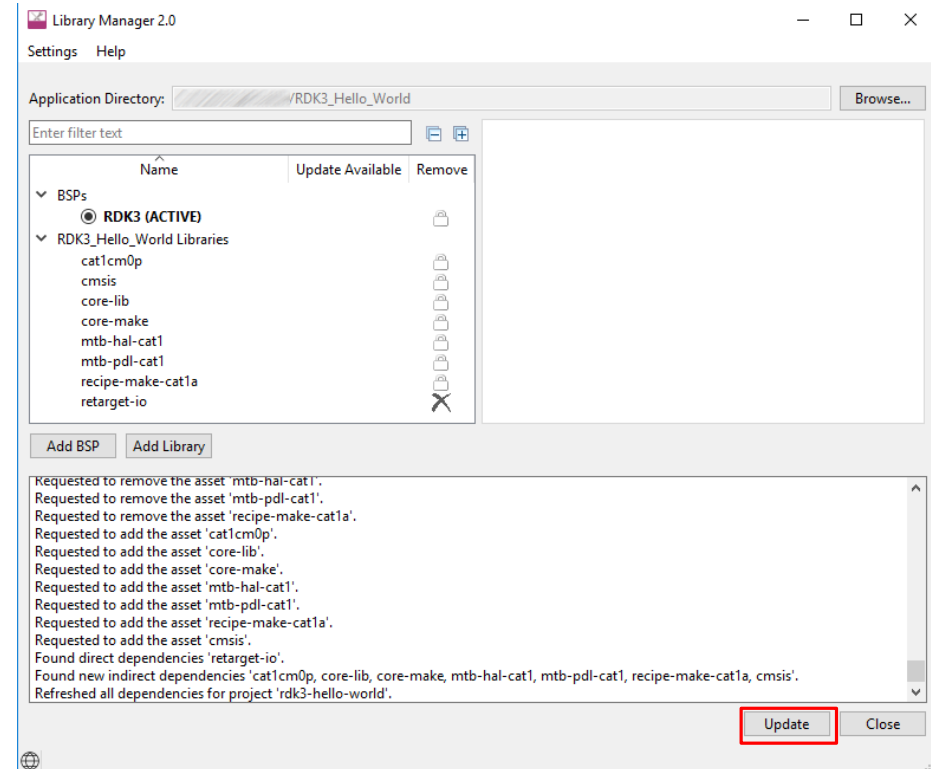 Library Manager 2.0
Settings Help
Application Directory: /RDK3_Hello_World Browse...
Enter filter text
Name Update Available Remove
BSPs
RDK3 (ACTIVE)
RDK3_Hello_World Libraries
cat1cm0p
cmsis
core-lib
core-make
mtb-hal-cat1
mtb-pdl-cat1
recipe-make-cat1a
retarget-io
Add BSP Add Library
Requested to remove the asset 'mtb-hal-cat1'.
Requested to remove the asset 'mtb-pdl-cat1'.
Requested to remove the asset 'recipe-make-cat1a'.
Requested to add the asset 'cat1cm0p'.
Requested to add the asset 'core-lib'.
Requested to add the asset 'core-make'.
Requested to add the asset 'mtb-hal-cat1'.
Requested to add the asset 'mtb-pdl-cat1'.
Requested to add the asset 'recipe-make-cat1a'.
Requested to add the asset 'cmsis'.
Found direct dependencies 'retarget-io'.
Found new indirect dependencies 'cat1cm0p, core-lib, core-make, mtb-hal-cat1, mtb-pdl-cat1, recipe-make-cat1a, cmsis'.
Refreshed all dependencies for project 'rdk3-hello-world'.
Update Close